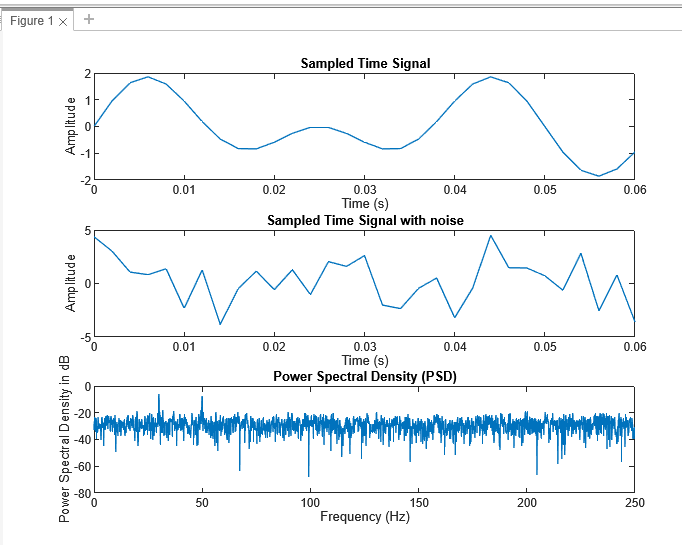 Figure 1 × +
Sampled Time Signal
2
1
0
-1
-2
Amplitude
0 0.01 0.02 0.03 0.04 0.05 0.06
Time (s)
Sampled Time Signal with noise
5
0
-5
Amplitude
0 0.01 0.02 0.03 0.04 0.05 0.06
Time (s)
Power Spectral Density (PSD)
0
-20
-40
-60
-80
Power Spectral Density in dB
0 50 100 150 200 250
Frequency (Hz)